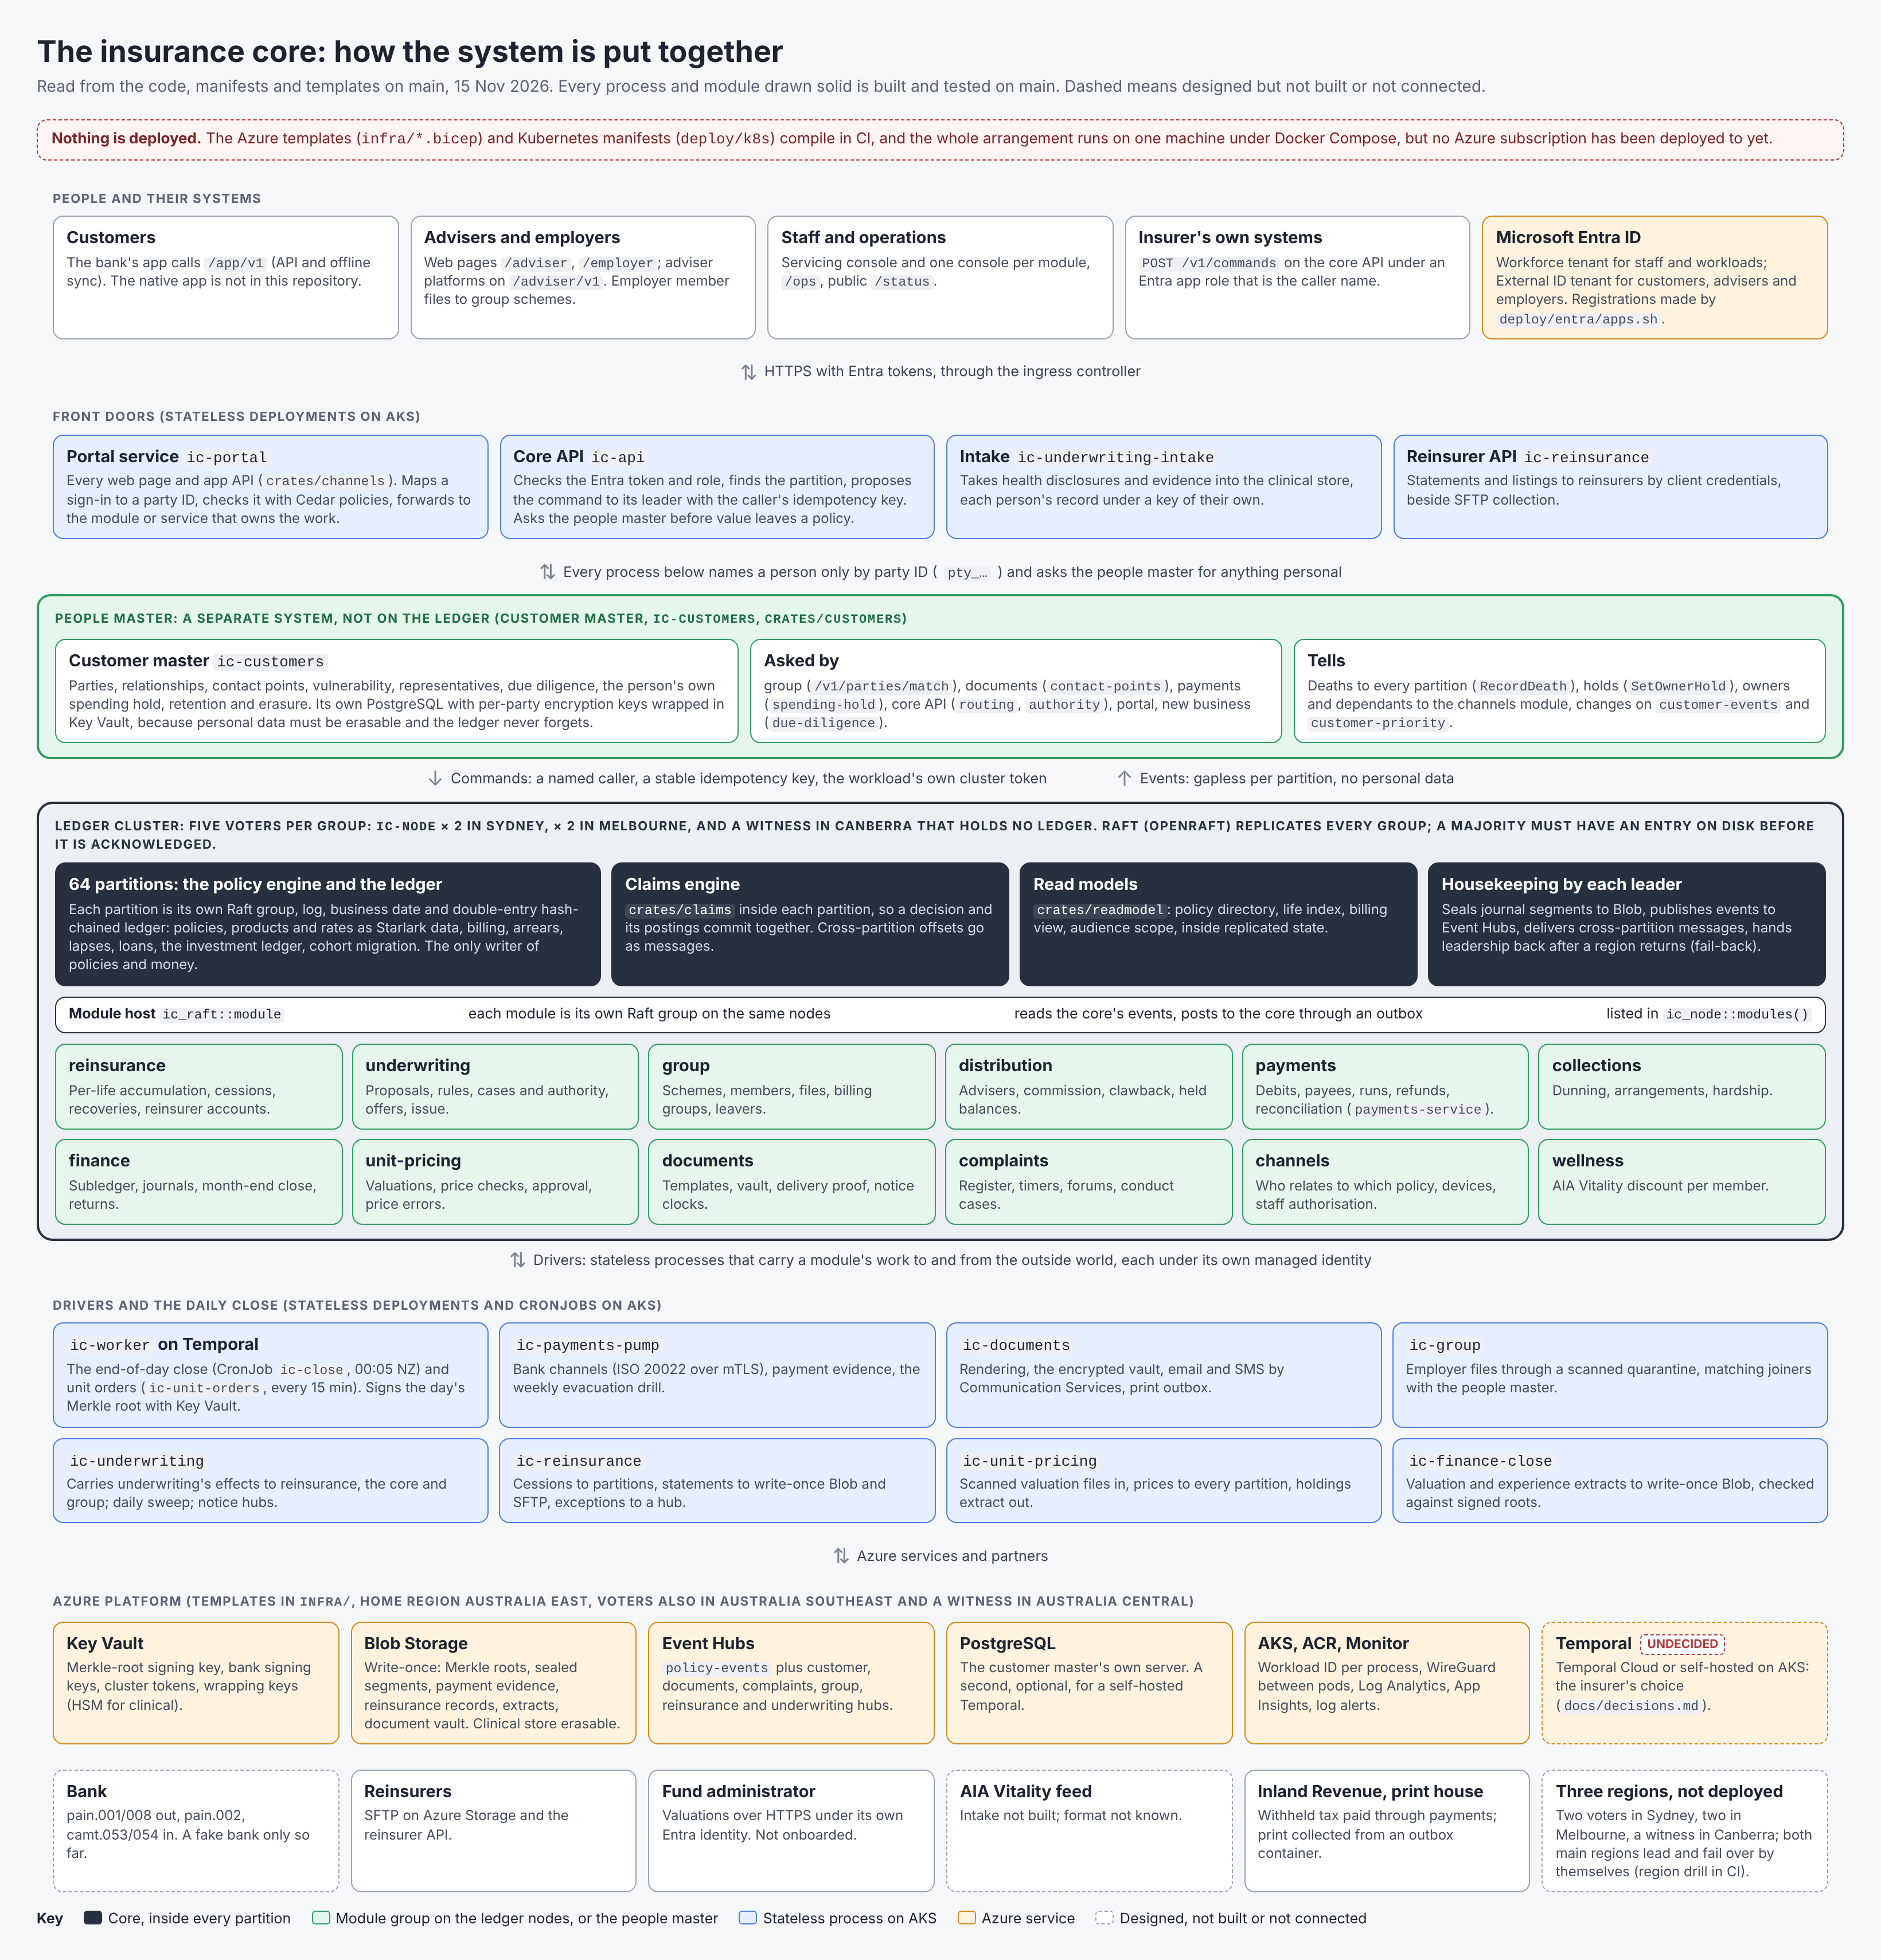 The insurance core: how the system is put together
Read from the code, manifests and templates on main, 15 Nov 2026. Every process and module drawn solid is built and tested on main. Dashed means designed but not built or not connected.
Nothing is deployed. The Azure templates (infra/*.bicep) and Kubernetes manifests (deploy/k8s) compile in CI, and the whole arrangement runs on one machine under Docker Compose, but no Azure subscription has been deployed to yet.
PEOPLE AND THEIR SYSTEMS
Customers
The bank's app calls /app/v1 (API and offline
sync). The native app is not in this repository.
Advisers and employers
Web pages /adviser, /employer; adviser
platforms on /adviser/v1. Employer member
files to group schemes.
Staff and operations
Servicing console and one console per module,
/ops, public /status.
Insurer's own systems
POST /v1/commands on the core API under an
Entra app role that is the caller name.
Microsoft Entra ID
Workforce tenant for staff and workloads;
External ID tenant for customers, advisers and
employers. Registrations made by
deploy/entra/apps.sh.
⇅ HTTPS with Entra tokens, through the ingress controller
FRONT DOORS (STATELESS DEPLOYMENTS ON AKS)
Portal service ic-portal
Every web page and app API (crates/channels). Maps a
sign-in to a party ID, checks it with Cedar policies, forwards to
the module or service that owns the work.
Core API ic-api
Checks the Entra token and role, finds the partition, proposes
the command to its leader with the caller's idempotency key.
Asks the people master before value leaves a policy.
Intake ic-underwriting-intake
Takes health disclosures and evidence into the clinical store,
each person's record under a key of their own.
Reinsurer API ic-reinsurance
Statements and listings to reinsurers by client credentials,
beside SFTP collection.
⇅ Every process below names a person only by party ID ( pty_… ) and asks the people master for anything personal
PEOPLE MASTER: A SEPARATE SYSTEM, NOT ON THE LEDGER (CUSTOMER MASTER, IC-CUSTOMERS, CRATES/CUSTOMERS)
Customer master ic-customers
Parties, relationships, contact points, vulnerability, representatives, due diligence, the person's own
spending hold, retention and erasure. Its own PostgreSQL with per-party encryption keys wrapped in
Key Vault, because personal data must be erasable and the ledger never forgets.
Asked by
group (/v1/parties/match), documents (contact-points), payments
(spending-hold), core API (routing, authority), portal, new business
(due-diligence).
Tells
Deaths to every partition (RecordDeath), holds (SetOwnerHold), owners
and dependants to the channels module, changes on customer-events and
customer-priority.
↓ Commands: a named caller, a stable idempotency key, the workload's own cluster token
↑ Events: gapless per partition, no personal data
LEDGER CLUSTER: FIVE VOTERS PER GROUP: IC-NODE × 2 IN SYDNEY, × 2 IN MELBOURNE, AND A WITNESS IN CANBERRA THAT HOLDS NO LEDGER. RAFT (OPENRAFT) REPLICATES EVERY GROUP; A MAJORITY MUST HAVE AN ENTRY ON DISK BEFORE
IT IS ACKNOWLEDGED.
64 partitions: the policy engine and the ledger
Each partition is its own Raft group, log, business date and double-entry hash-
chained ledger: policies, products and rates as Starlark data, billing, arrears,
lapses, loans, the investment ledger, cohort migration. The only writer of
policies and money.
Claims engine
crates/claims inside each partition, so a decision and
its postings commit together. Cross-partition offsets go
as messages.
Read models
crates/readmodel: policy directory, life index, billing
view, audience scope, inside replicated state.
Housekeeping by each leader
Seals journal segments to Blob, publishes events to
Event Hubs, delivers cross-partition messages, hands
leadership back after a region returns (fail-back).
Module host ic_raft::module
each module is its own Raft group on the same nodes
reads the core's events, posts to the core through an outbox
listed in ic_node::modules()
reinsurance
Per-life accumulation, cessions,
recoveries, reinsurer accounts.
underwriting
Proposals, rules, cases and authority,
offers, issue.
group
Schemes, members, files, billing
groups, leavers.
distribution
Advisers, commission, clawback, held
balances.
payments
Debits, payees, runs, refunds,
reconciliation (payments-service).
collections
Dunning, arrangements, hardship.
finance
Subledger, journals, month-end close,
returns.
unit-pricing
Valuations, price checks, approval,
price errors.
documents
Templates, vault, delivery proof, notice
clocks.
complaints
Register, timers, forums, conduct
cases.
channels
Who relates to which policy, devices,
staff authorisation.
wellness
AIA Vitality discount per member.
⇅ Drivers: stateless processes that carry a module's work to and from the outside world, each under its own managed identity
DRIVERS AND THE DAILY CLOSE (STATELESS DEPLOYMENTS AND CRONJOBS ON AKS)
ic-worker on Temporal
The end-of-day close (CronJob ic-close, 00:05 NZ) and
unit orders (ic-unit-orders, every 15 min). Signs the day's
Merkle root with Key Vault.
ic-payments-pump
Bank channels (ISO 20022 over mTLS), payment evidence, the
weekly evacuation drill.
ic-documents
Rendering, the encrypted vault, email and SMS by
Communication Services, print outbox.
ic-group
Employer files through a scanned quarantine, matching joiners
with the people master.
ic-underwriting
Carries underwriting's effects to reinsurance, the core and
group; daily sweep; notice hubs.
ic-reinsurance
Cessions to partitions, statements to write-once Blob and
SFTP, exceptions to a hub.
ic-unit-pricing
Scanned valuation files in, prices to every partition, holdings
extract out.
ic-finance-close
Valuation and experience extracts to write-once Blob, checked
against signed roots.
⇅ Azure services and partners
AZURE PLATFORM (TEMPLATES IN INFRA/, HOME REGION AUSTRALIA EAST, VOTERS ALSO IN AUSTRALIA SOUTHEAST AND A WITNESS IN AUSTRALIA CENTRAL)
Key Vault
Merkle-root signing key, bank signing
keys, cluster tokens, wrapping keys
(HSM for clinical).
Blob Storage
Write-once: Merkle roots, sealed
segments, payment evidence,
reinsurance records, extracts,
document vault. Clinical store erasable.
Event Hubs
policy-events plus customer,
documents, complaints, group,
reinsurance and underwriting hubs.
PostgreSQL
The customer master's own server. A
second, optional, for a self-hosted
Temporal.
AKS, ACR, Monitor
Workload ID per process, WireGuard
between pods, Log Analytics, App
Insights, log alerts.
Temporal UNDECIDED
Temporal Cloud or self-hosted on AKS:
the insurer's choice
(docs/decisions.md).
Bank
pain.001/008 out, pain.002,
camt.053/054 in. A fake bank only so
far.
Reinsurers
SFTP on Azure Storage and the
reinsurer API.
Fund administrator
Valuations over HTTPS under its own
Entra identity. Not onboarded.
AIA Vitality feed
Intake not built; format not known.
Inland Revenue, print house
Withheld tax paid through payments;
print collected from an outbox
container.
Three regions, not deployed
Two voters in Sydney, two in
Melbourne, a witness in Canberra; both
main regions lead and fail over by
themselves (region drill in CI).
Key
Core, inside every partition
Module group on the ledger nodes, or the people master
Stateless process on AKS
Azure service
Designed, not built or not connected